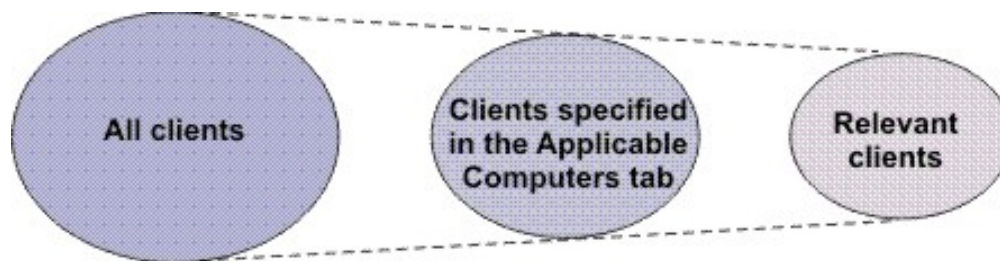 All clients
Clients specified
in the Applicable
Computers tab
Relevant
clients